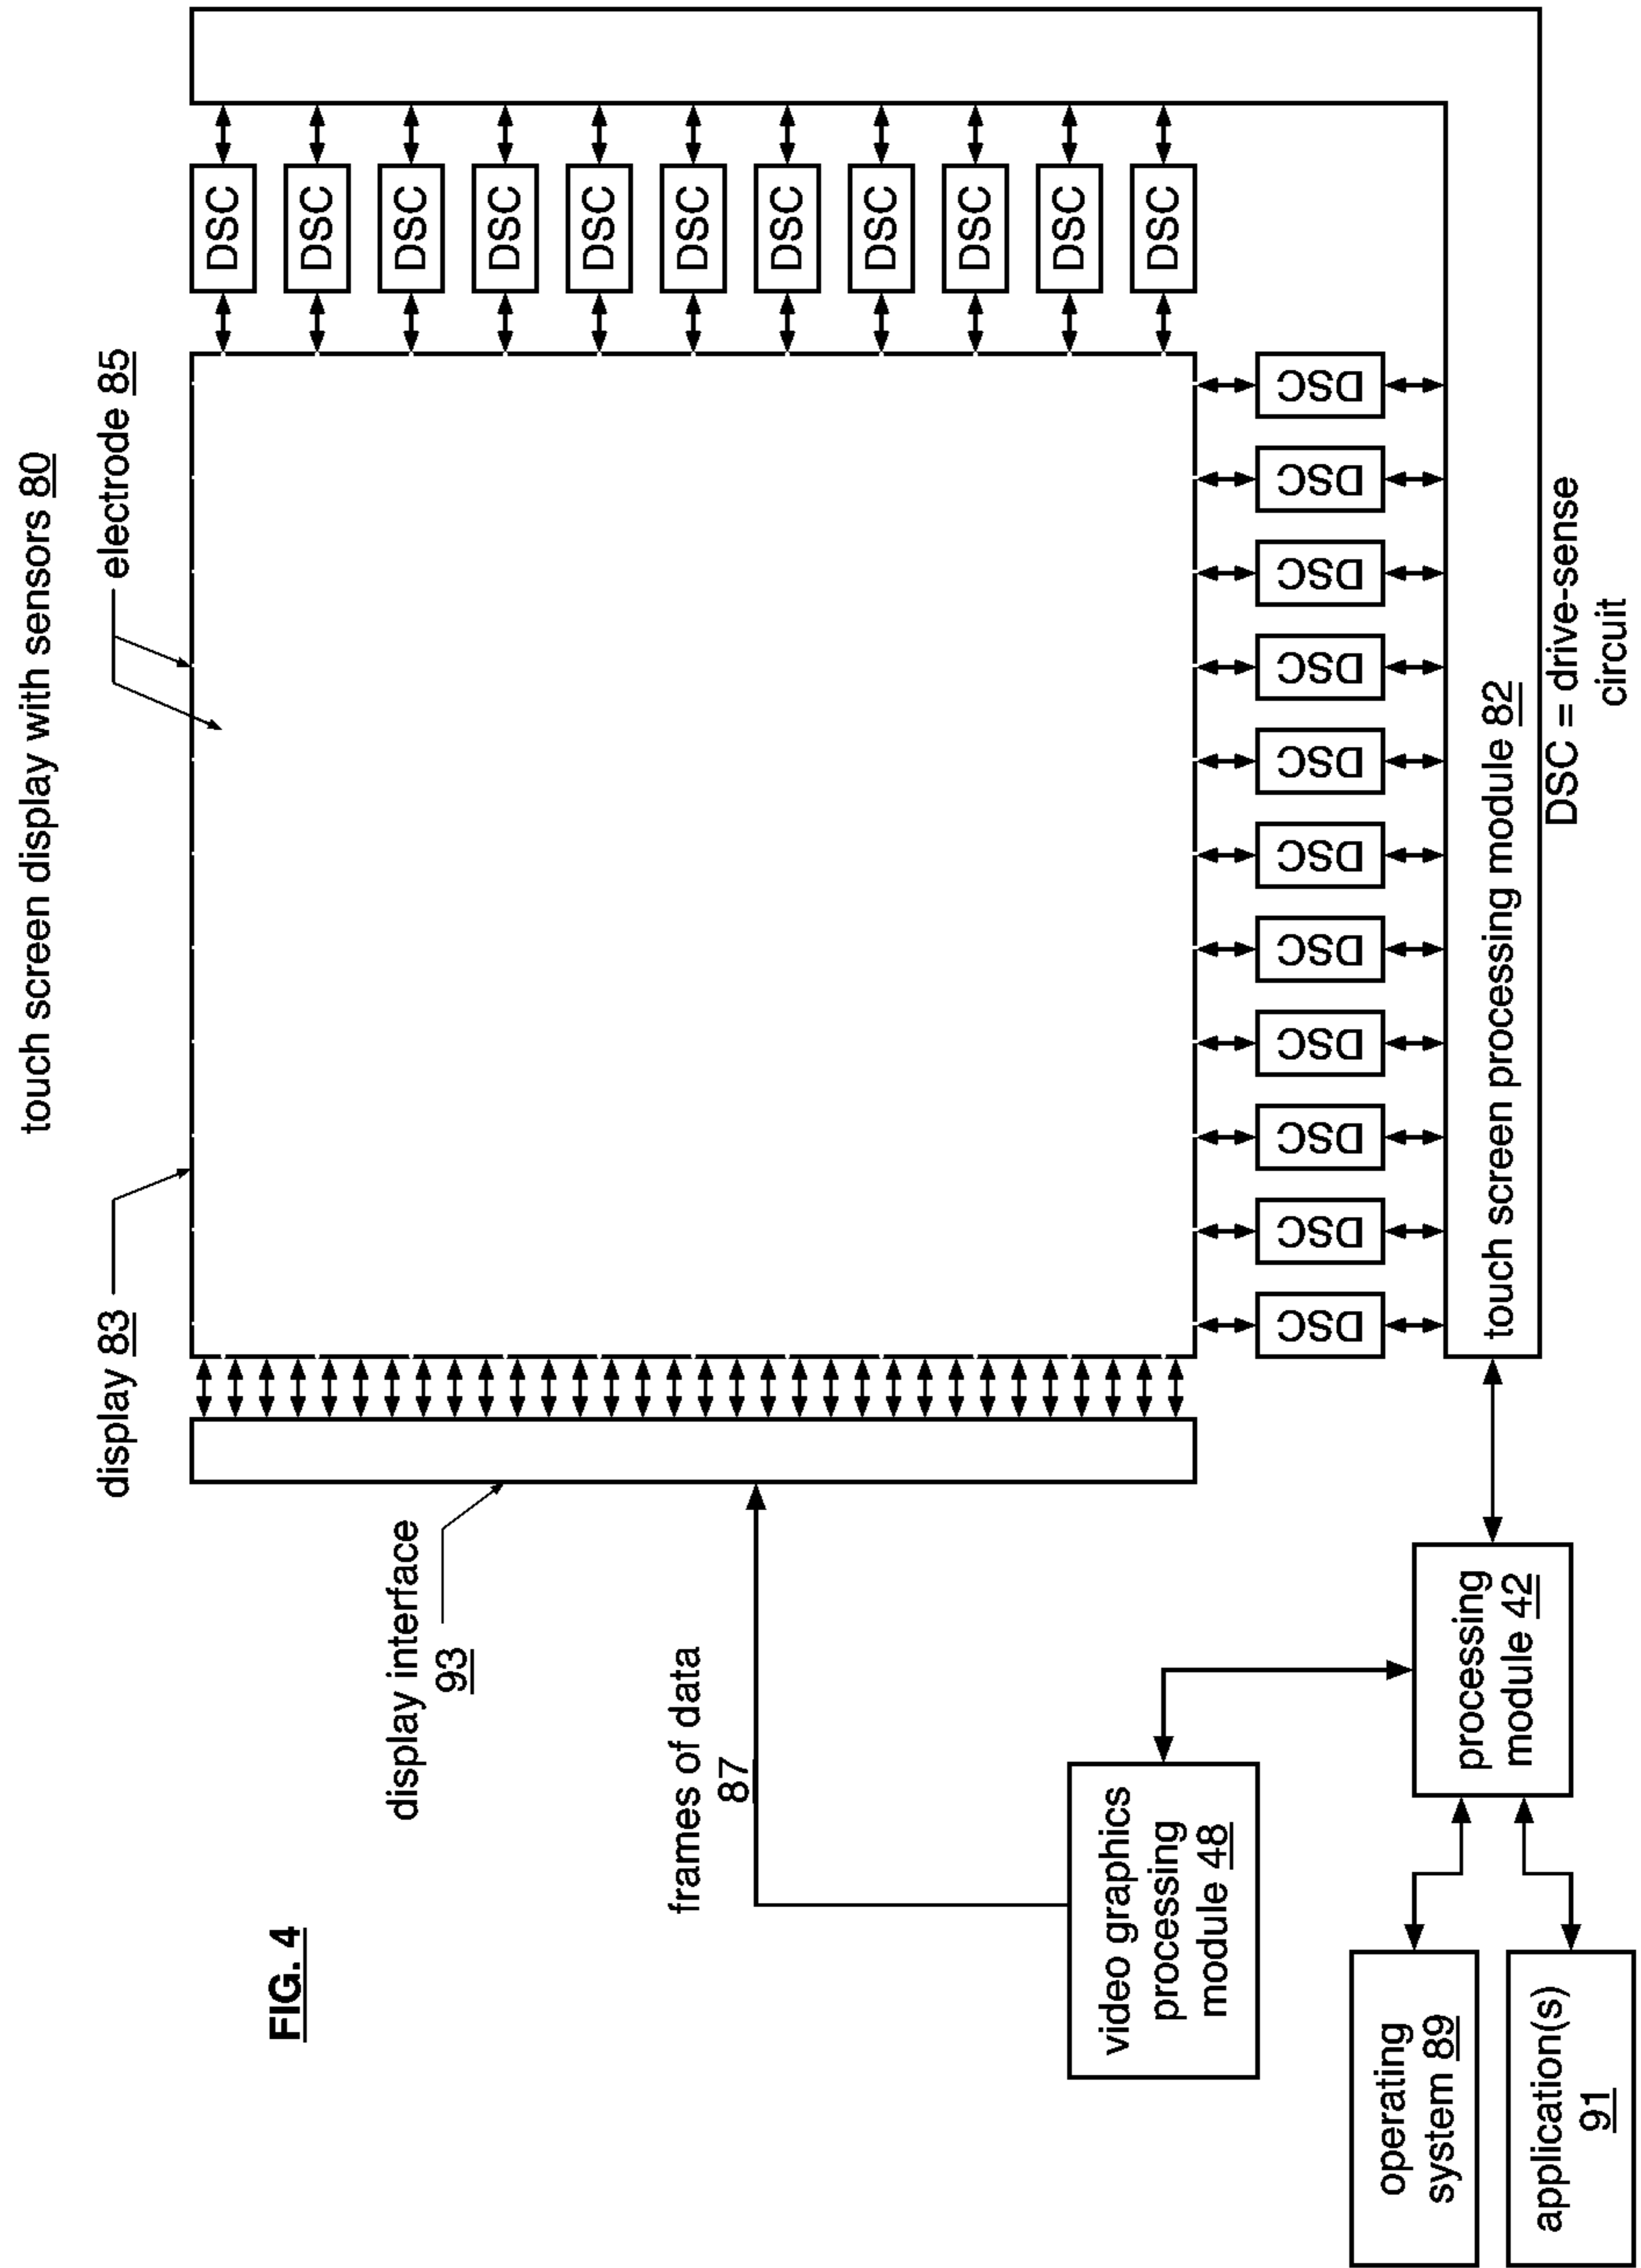 touch screen display with sensors 80
display 83
electrode 85
FIG. 4
display interface
93
frames of data
87
DSC
DSC
DSC
DSC
DSC
DSC
DSC
DSC
DSC
DSC
DSC
video graphics
processing
module 48
DSC
DSC
DSC
DSC
DSC
DSC
DSC
DSC
DSC
DSC
DSC
operating
system 89
application(s)
91
processing
module 42
touch screen processing module 82
DSC = drive-sense
circuit